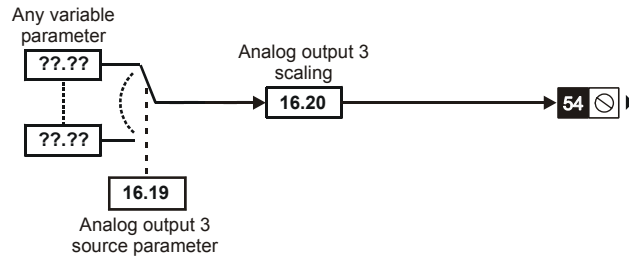 Any variable
parameter
??.??
??.??
Analog output 3
scaling
16.20
54
16.19
Analog output 3
source parameter